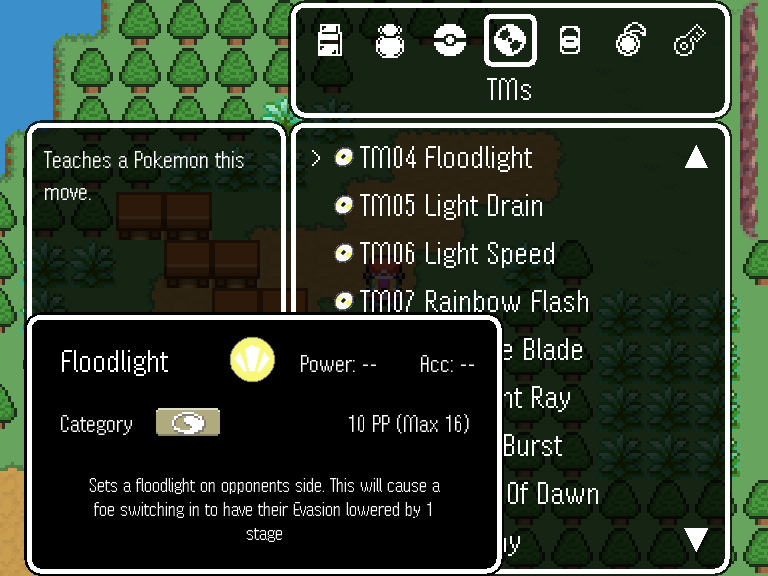 TMs
Teaches a Pokemon this
move.
TM04 Floodlight
TM05 Light Drain
TM06 Light Speed
TM07 Rainbow Flash
Blade
Ray
Burst
Of Dawn
Floodlight
Power: --
Acc: --
Category
10 PP (Max 16)
Sets a floodlight on opponents side. This will cause a
foe switching in to have their Evasion lowered by 1
stage